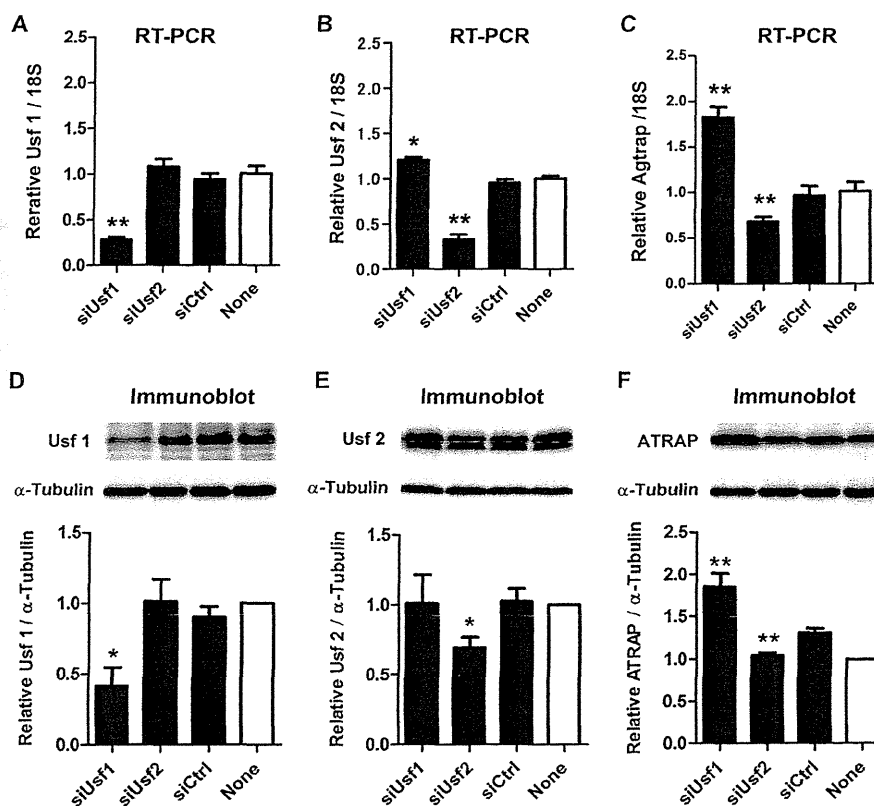 A
RT-PCR
Rerative Usf 1 / 18S
2.5
2.0
1.5
1.0
0.5
0.0
**
siUsf1
siUsf2
siCtrl
None
B
RT-PCR
Relative Usf 2 / 18S
2.5
2.0
1.5
1.0
0.5
0.0
*
**
siUsf1
siUsf2
siCtrl
None
C
RT-PCR
Relative Agtrap /18S
2.5
2.0
1.5
1.0
0.5
0.0
**
**
siUsf1
siUsf2
siCtrl
None
D
Immunoblot
Usf 1
α-Tubulin
Relative Usf 1 / α-Tubulin
1.5
1.0
0.5
0.0
*
siUsf1
siUsf2
siCtrl
None
E
Immunoblot
Usf 2
α-Tubulin
Relative Usf 2 / α-Tubulin
1.5
1.0
0.5
0.0
*
siUsf1
siUsf2
siCtrl
None
F
Immunoblot
ATRAP
α-Tubulin
Relative ATRAP / α-Tubulin
2.5
2.0
1.5
1.0
0.5
0.0
**
**
siUsf1
siUsf2
siCtrl
None